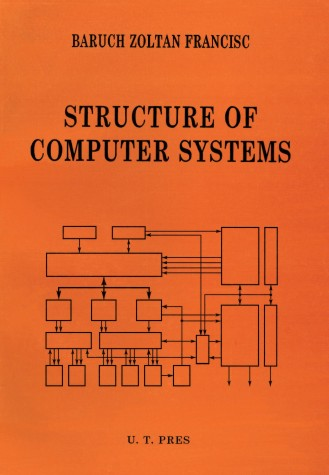 BARUCH ZOLTAN FRANCISC
STRUCTURE OF
COMPUTER SYSTEMS
U. T. PRES